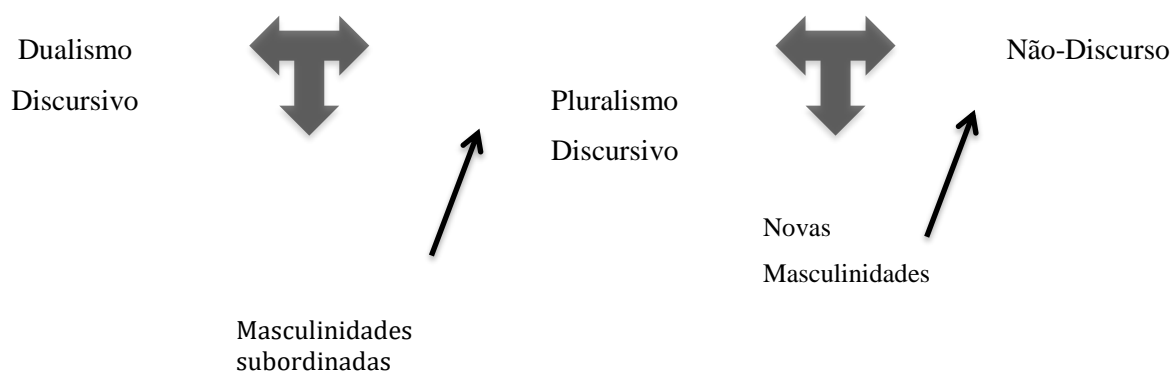 Dualismo
Discursivo
Pluralismo
Discursivo
Não-Discurso
Novas
Masculinidades
Masculinidades
subordinadas